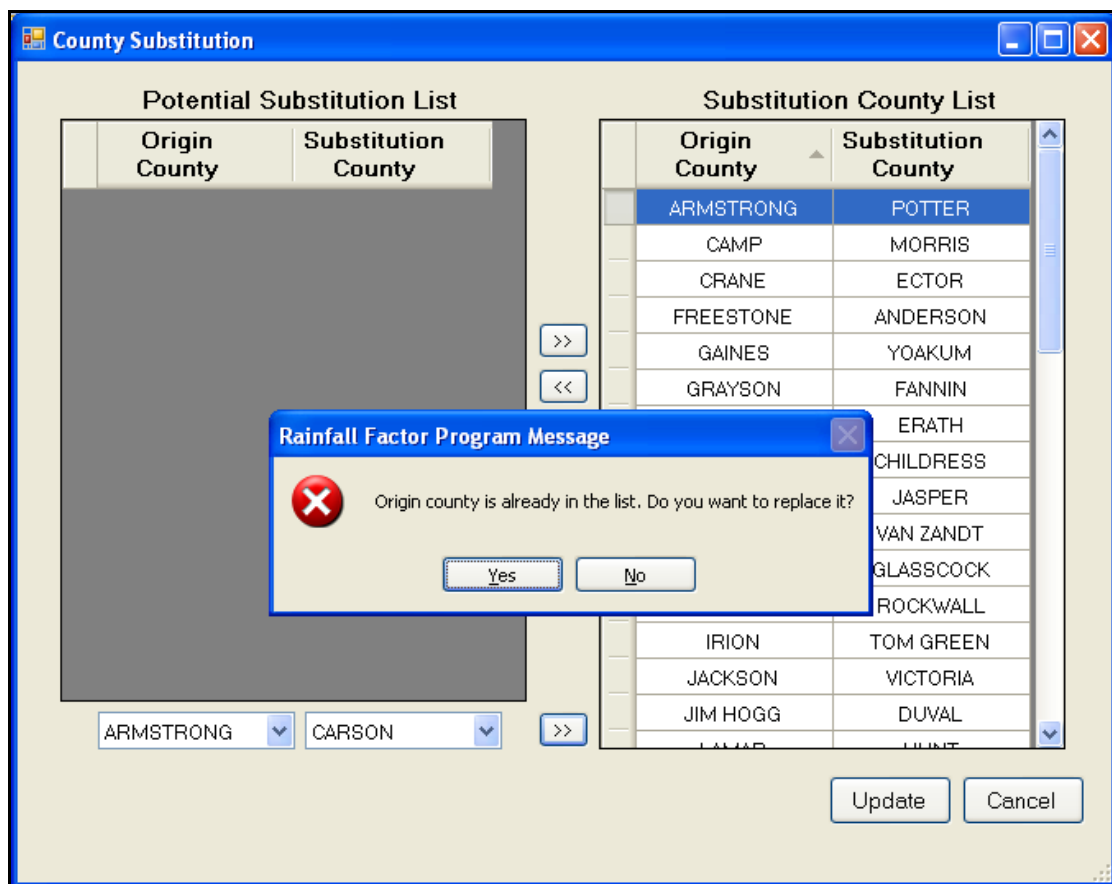 County Substitution
Potential Substitution List
Origin County
Substitution County
>>
<<
ARMSTRONG
CARSON
>>
Substitution County List
Origin County
Substitution County
ARMSTRONG POTTER
CAMP MORRIS
CRANE ECTOR
FREESTONE ANDERSON
GAINES YOAKUM
GRAYSON FANNIN
ERATH
CHILDRESS
JASPER
VAN ZANDT
GLASSCOCK
ROCKWALL
IRION TOM GREEN
JACKSON VICTORIA
JIM HOGG DUVAL
LAMAR HUNT
Rainfall Factor Program Message
Origin county is already in the list. Do you want to replace it?
Yes
No
Update
Cancel